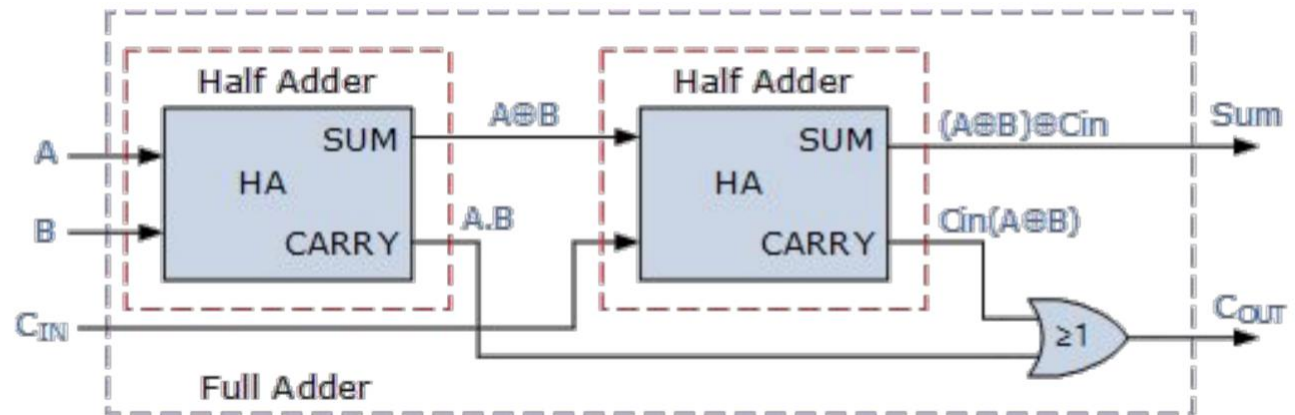 Half Adder
Half Adder
A⊕B
(A⊕B)⊕Cin
Sum
SUM
SUM
A
HA
HA
B
A.B
Cin(A⊕B)
CARRY
CARRY
CIN
COUT
≥1
Full Adder